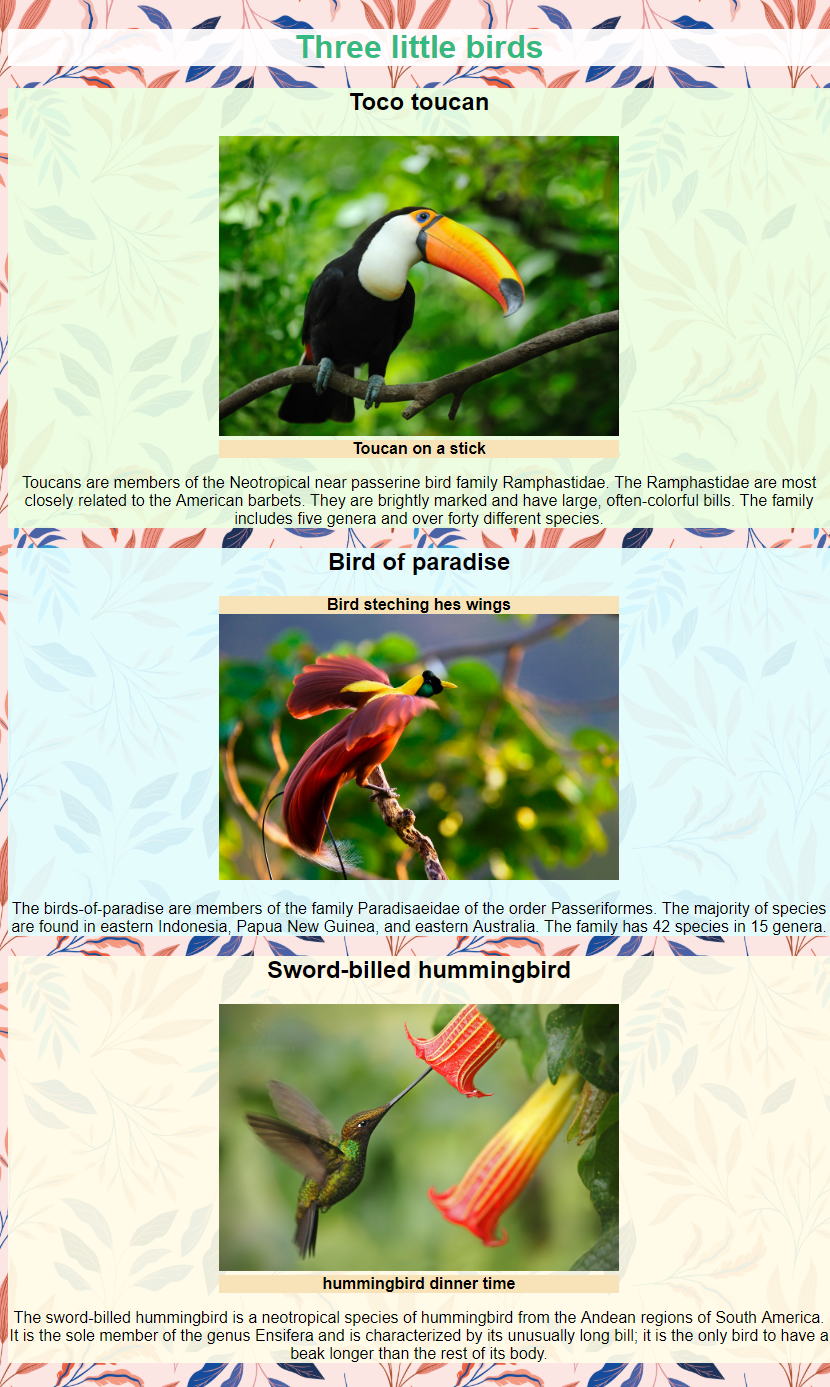 Three little birds
Toco toucan
Toucan on a stick
Toucans are members of the Neotropical near passerine bird family Ramphastidae. The Ramphastidae are most
closely related to the American barbets. They are brightly marked and have large, often-colorful bills. The family
includes five genera and over forty different species.
Bird of paradise
Bird steching hes wings
The birds-of-paradise are members of the family Paradisaeidae of the order Passeriformes. The majority of species
are found in eastern Indonesia, Papua New Guinea, and eastern Australia. The family has 42 species in 15 genera.
Sword-billed hummingbird
hummingbird dinner time
The sword-billed hummingbird is a neotropical species of hummingbird from the Andean regions of South America.
It is the sole member of the genus Ensifera and is characterized by its unusually long bill; it is the only bird to have a
beak longer than the rest of its body.